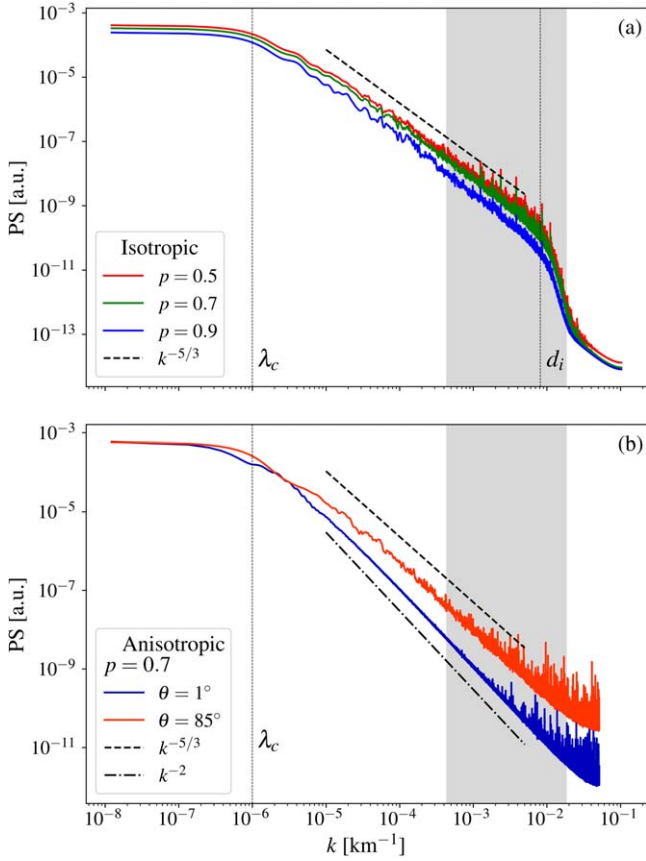 10⁻³
(a)
10⁻⁵
10⁻⁷
PS [a.u.]
10⁻⁹
10⁻¹¹
10⁻¹³
Isotropic
p = 0.5
p = 0.7
p = 0.9
k⁻⁵/³
λc
di
10⁻³
(b)
10⁻⁵
PS [a.u.]
10⁻⁷
10⁻⁹
10⁻¹¹
Anisotropic
p = 0.7
θ = 1°
θ = 85°
k⁻⁵/³
k⁻²
λc
10⁻⁸ 10⁻⁷ 10⁻⁶ 10⁻⁵ 10⁻⁴ 10⁻³ 10⁻² 10⁻¹
k [km⁻¹]